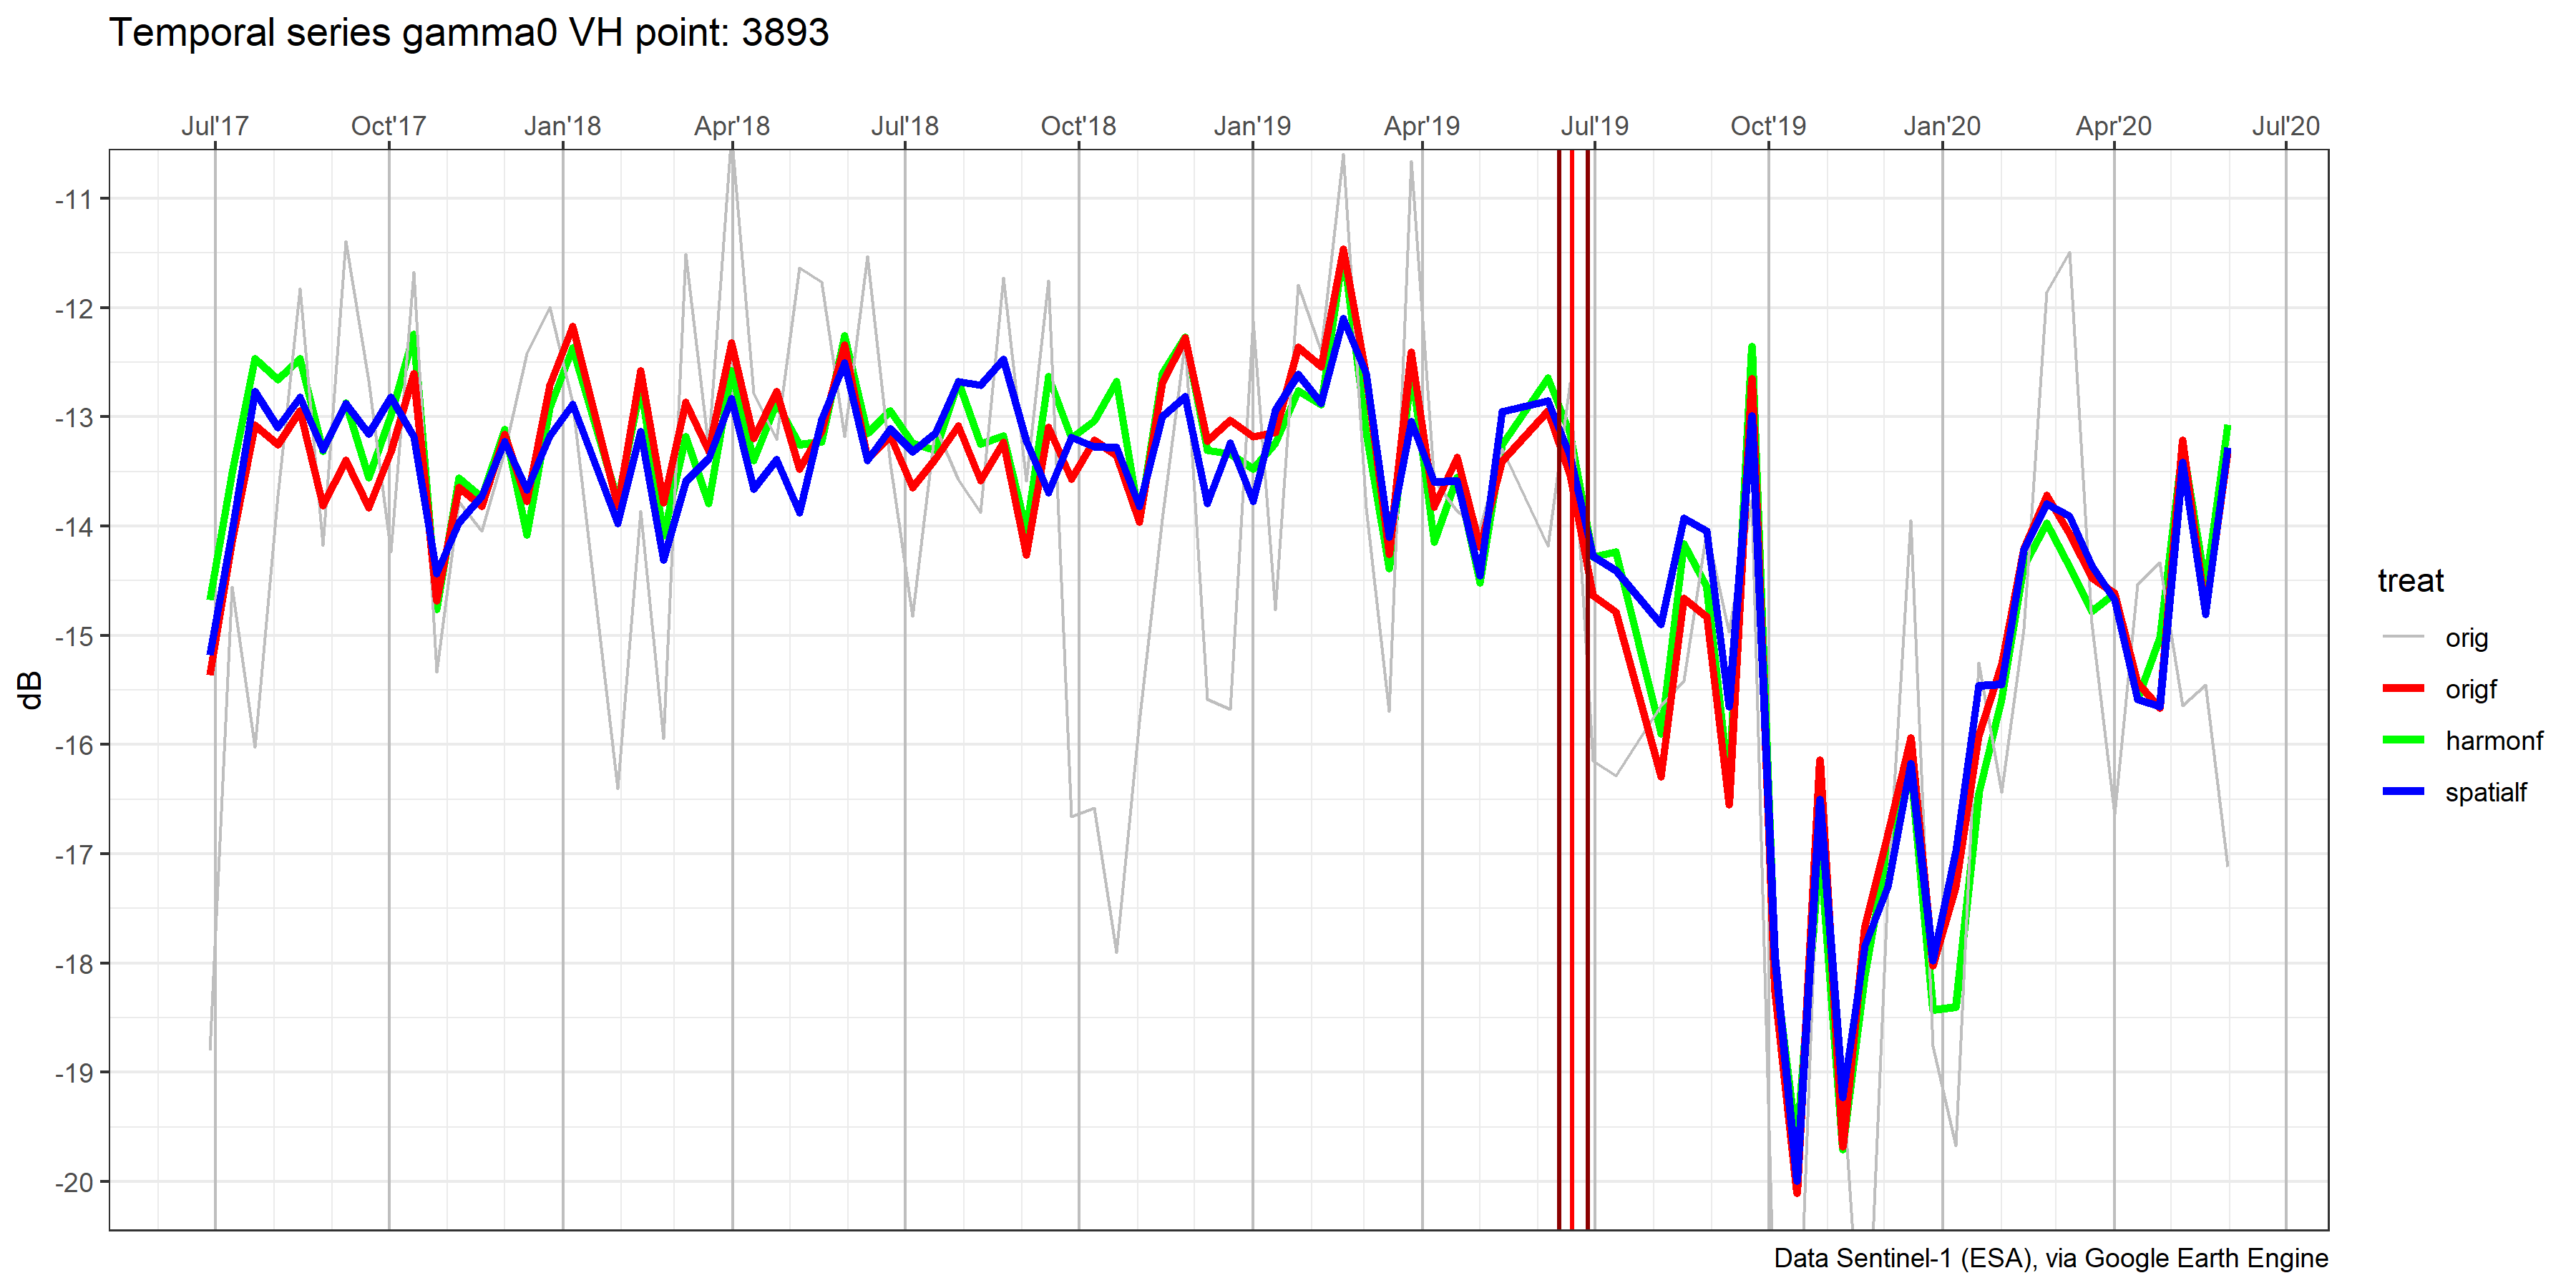 Temporal series gamma0 VH point: 3893
Jul'17 Oct'17 Jan'18 Apr'18 Jul'18 Oct'18 Jan'19 Apr'19 Jul'19 Oct'19 Jan'20 Apr'20 Jul'20
-11
-12
-13
-14
-15
-16
-17
-18
-19
-20
dB
treat
orig
origf
harmonf
spatialf
Data Sentinel-1 (ESA), via Google Earth Engine